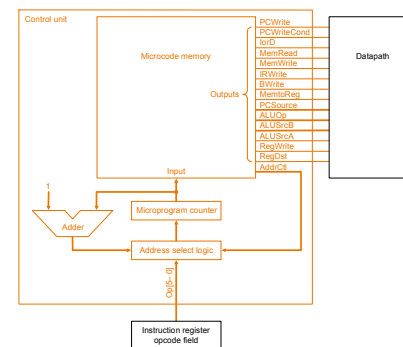 Control unit
Microcode memory
Outputs
Input
PCWrite
PCWriteCond
IorD
MemRead
MemWrite
IRWrite
BWrite
MemtoReg
PCSource
ALUOp
ALUSrcB
ALUSrcA
RegWrite
RegDst
AddrCtl
Datapath
1
Microprogram counter
Adder
Address select logic
Op[5–0]
Instruction register
opcode field